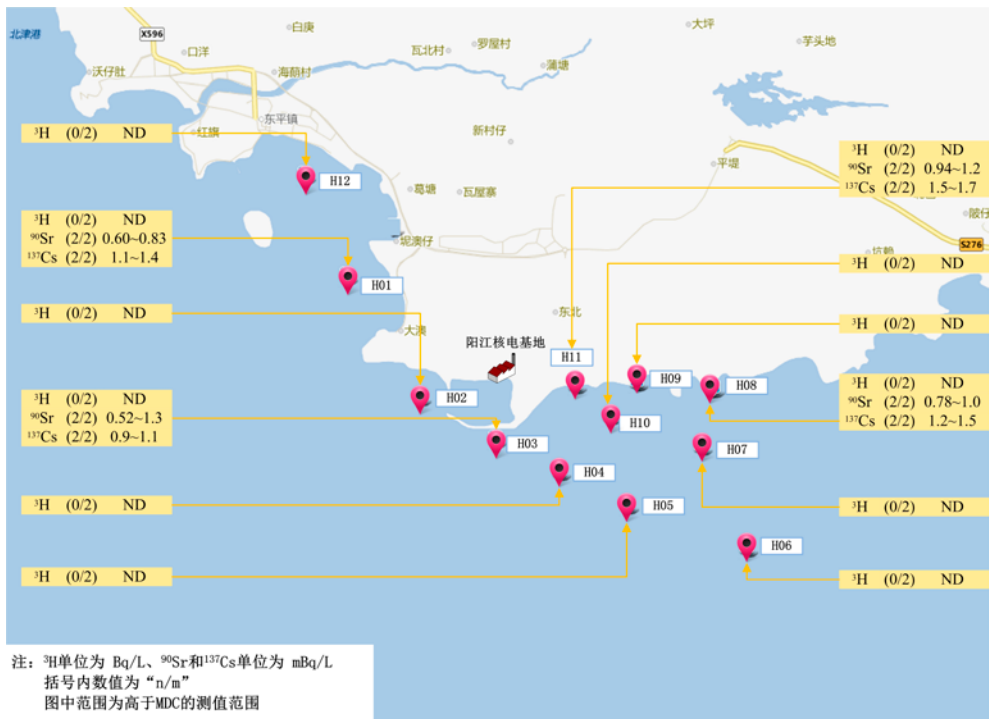 北津港
X596
白庚
大坪
口洋
瓦北村
罗屋村
芋头地
沃仔肚
海蓢村
蒲塘
³H (0/2) ND
红旗
东平镇
新村仔
平堤
³H (0/2) ND
⁹⁰Sr (2/2) 0.94~1.2
¹³⁷Cs (2/2) 1.5~1.7
H12
葛塘
瓦屋寨
陂仔
³H (0/2) ND
⁹⁰Sr (2/2) 0.60~0.83
¹³⁷Cs (2/2) 1.1~1.4
坭澳仔
S276
坑翰
³H (0/2) ND
H01
³H (0/2) ND
大澳
东北
³H (0/2) ND
阳江核电基地
H11
H09
H08
H02
H10
³H (0/2) ND
⁹⁰Sr (2/2) 0.78~1.0
¹³⁷Cs (2/2) 1.2~1.5
³H (0/2) ND
⁹⁰Sr (2/2) 0.52~1.3
¹³⁷Cs (2/2) 0.9~1.1
H03
H07
H04
³H (0/2) ND
H05
³H (0/2) ND
H06
³H (0/2) ND
³H (0/2) ND
注：³H单位为 Bq/L、⁹⁰Sr和¹³⁷Cs单位为 mBq/L
括号内数值为“n/m”
图中范围为高于MDC的测值范围